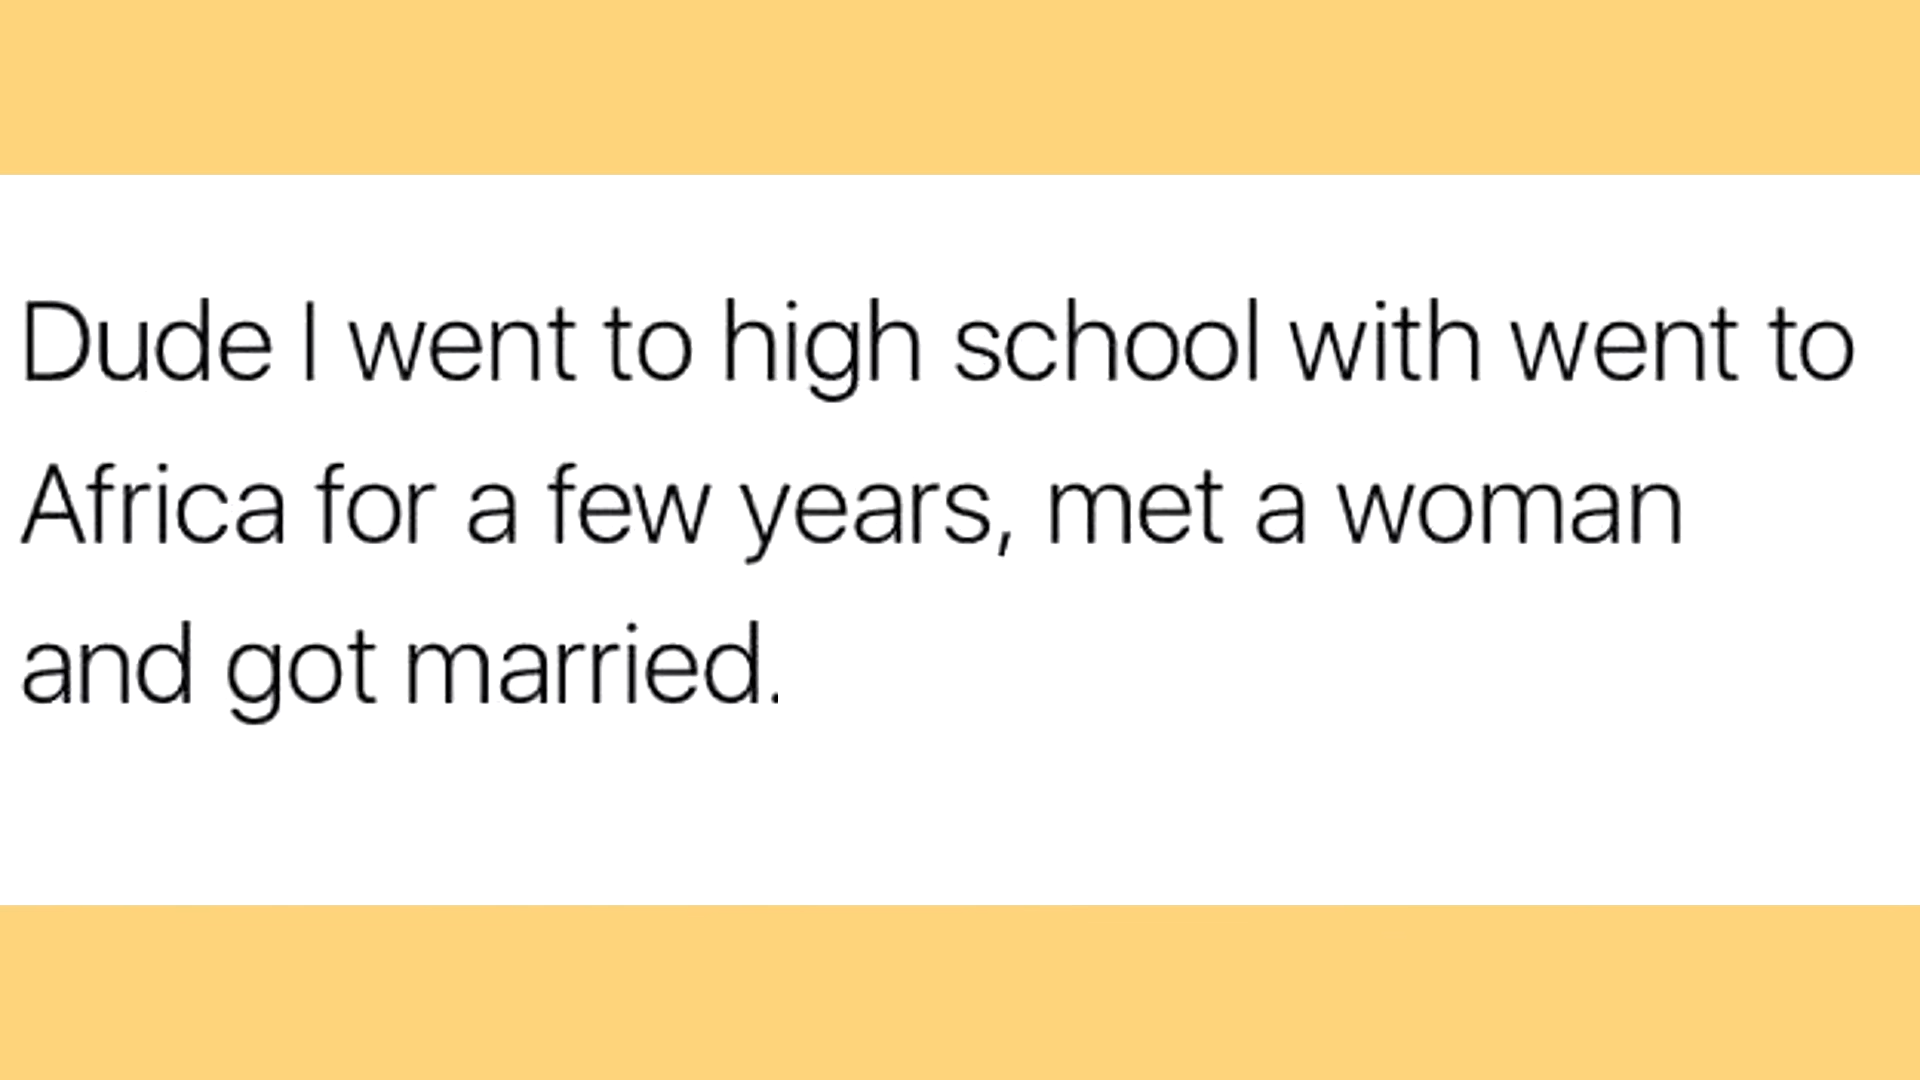 Dude I went to high school with went to
Africa for a few years, met a woman
and got married.